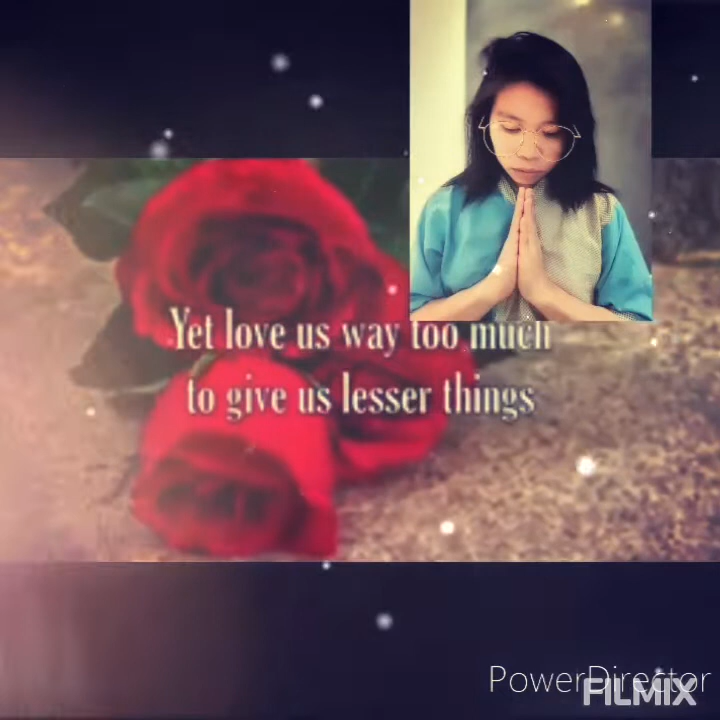 Yet love us way too much
to give us lesser things
PowerDirector
FILMIX